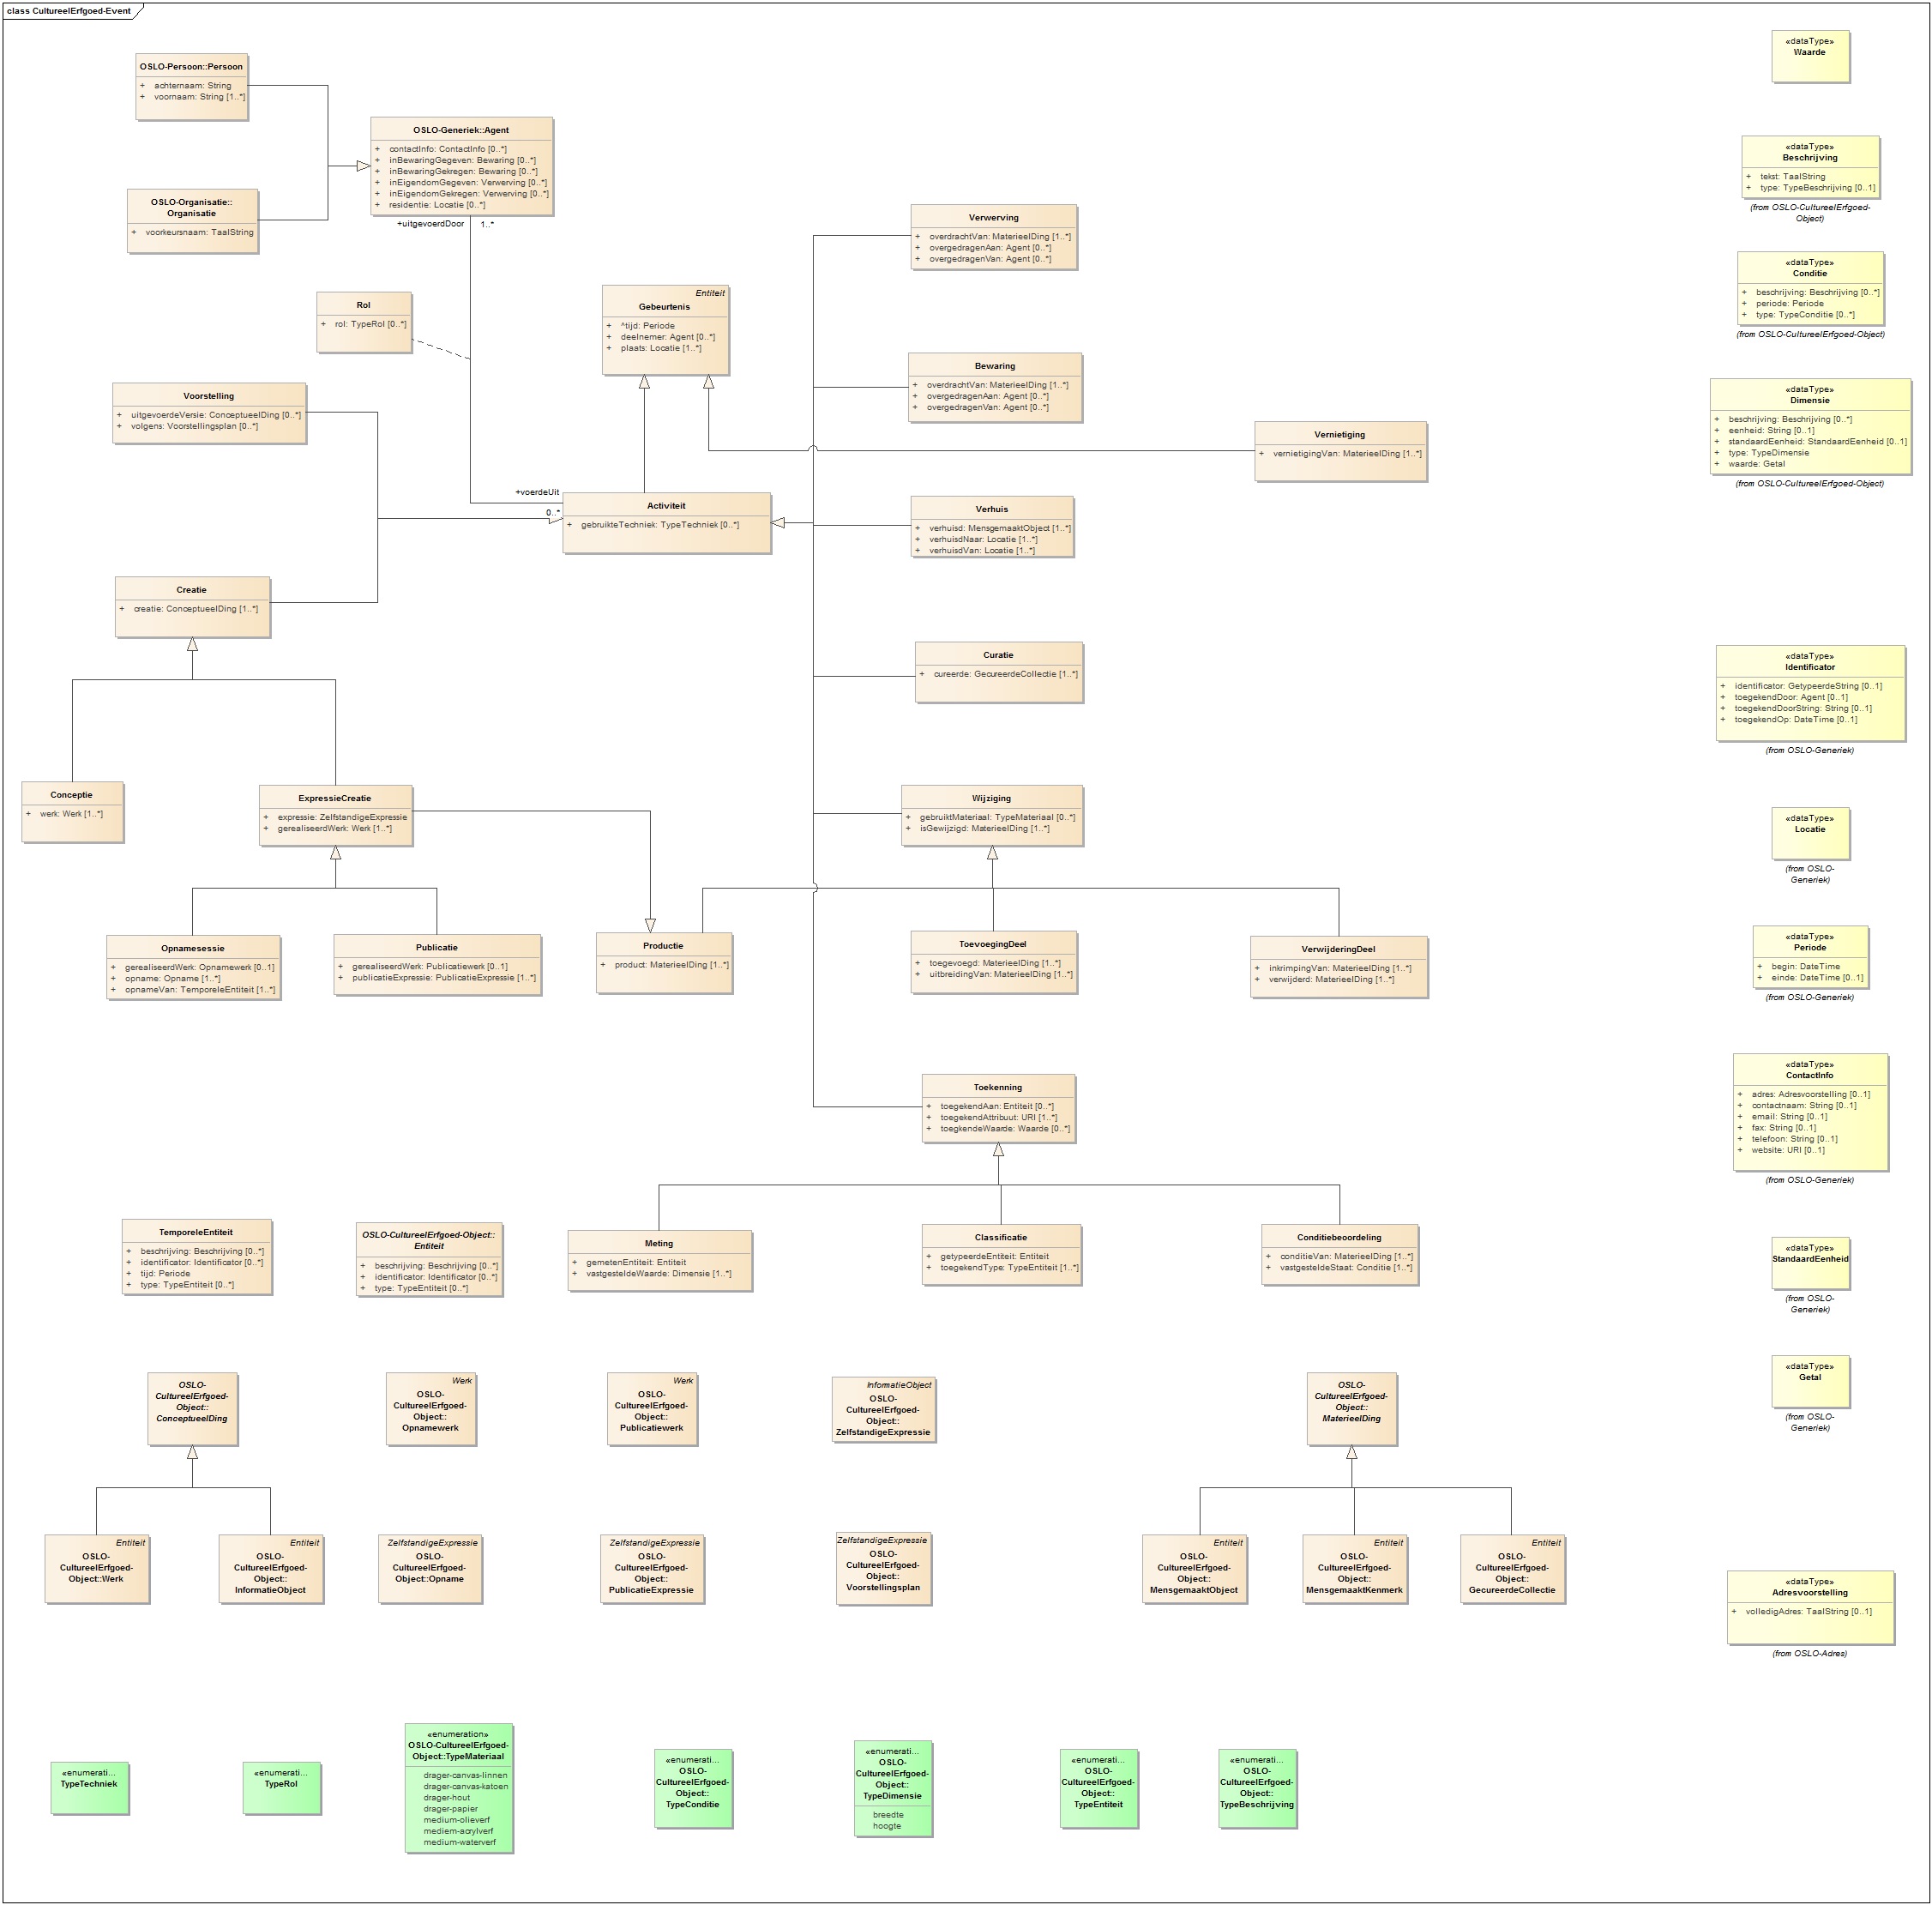 class CultureelErfgoed-Event
OSLO-Persoon::Persoon
+ achternaam: String
+ voornaam: String [1..*]
OSLO-Organisatie::
Organisatie
+ voorkeursnaam: TaalString
OSLO-Generiek::Agent
+ contactInfo: ContactInfo [0..*]
+ inBewaringGegeven: Bewaring [0..*]
+ inBewaringGekregen: Bewaring [0..*]
+ inEigendomGegeven: Verwerving [0..*]
+ inEigendomGekregen: Verwerving [0..*]
+ residentie: Locatie [0..*]
+uitgevoerdDoor 1..*
Rol
+ rol: TypeRol [0..*]
Entiteit
Gebeurtenis
+ ^tijd: Periode
+ deelnemer: Agent [0..*]
+ plaats: Locatie [1..*]
Verwerving
+ overdrachtVan: MaterieelDing [1..*]
+ overgedragenAan: Agent [0..*]
+ overgedragenVan: Agent [0..*]
Bewaring
+ overdrachtVan: MaterieelDing [1..*]
+ overgedragenAan: Agent [0..*]
+ overgedragenVan: Agent [0..*]
Vernietiging
+ vernietigingVan: MaterieelDing [1..*]
Voorstelling
+ uitgevoerdeVersie: ConceptueelDing [0..*]
+ volgens: Voorstellingsplan [0..*]
+voerdeUit
0..*
Activiteit
+ gebruikteTechniek: TypeTechniek [0..*]
Verhuis
+ verhuisd: MensgemaaktObject [1..*]
+ verhuisdNaar: Locatie [1..*]
+ verhuisdVan: Locatie [1..*]
Creatie
+ creatie: ConceptueelDing [1..*]
Curatie
+ cureerde: GecureerdeCollectie [1..*]
Conceptie
+ werk: Werk [1..*]
ExpressieCreatie
+ expressie: ZelfstandigeExpressie
+ gerealiseerdWerk: Werk [1..*]
Wijziging
+ gebruiktMateriaal: TypeMateriaal [0..*]
+ isGewijzigd: MaterieelDing [1..*]
Opnamesessie
+ gerealiseerdWerk: Opnamewerk [0..1]
+ opname: Opname [1..*]
+ opnameVan: TemporeleEntiteit [1..*]
Publicatie
+ gerealiseerdWerk: Publicatiewerk [0..1]
+ publicatieExpressie: PublicatieExpressie [1..*]
Productie
+ product: MaterieelDing [1..*]
ToevoegingDeel
+ toegevoegd: MaterieelDing [1..*]
+ uitbreidingVan: MaterieelDing [1..*]
VerwijderingDeel
+ inkrimpingVan: MaterieelDing [1..*]
+ verwijderd: MaterieelDing [1..*]
Toekenning
+ toegekendAan: Entiteit [0..*]
+ toegekendAttribuut: URI [1..*]
+ toegkendeWaarde: Waarde [0..*]
TemporeleEntiteit
+ beschrijving: Beschrijving [0..*]
+ identificator: Identificator [0..*]
+ tijd: Periode
+ type: TypeEntiteit [0..*]
OSLO-CultureelErfgoed-Object::
Entiteit
+ beschrijving: Beschrijving [0..*]
+ identificator: Identificator [0..*]
+ type: TypeEntiteit [0..*]
Meting
+ gemetenEntiteit: Entiteit
+ vastgesteldeWaarde: Dimensie [1..*]
Classificatie
+ getypeerdeEntiteit: Entiteit
+ toegekendType: TypeEntiteit [1..*]
Conditiebeoordeling
+ conditieVan: MaterieelDing [1..*]
+ vastgesteldeStaat: Conditie [1..*]
OSLO-
CultureelErfgoed-
Object::
ConceptueelDing
Werk
OSLO-
CultureelErfgoed-
Object::
Opnamewerk
Werk
OSLO-
CultureelErfgoed-
Object::
Publicatiewerk
InformatieObject
OSLO-
CultureelErfgoed-
Object::
ZelfstandigeExpressie
OSLO-
CultureelErfgoed-
Object::
MaterieelDing
Entiteit
OSLO-
CultureelErfgoed-
Object::Werk
Entiteit
OSLO-
CultureelErfgoed-
Object::
InformatieObject
ZelfstandigeExpressie
OSLO-
CultureelErfgoed-
Object::Opname
ZelfstandigeExpressie
OSLO-
CultureelErfgoed-
Object::
PublicatieExpressie
ZelfstandigeExpressie
OSLO-
CultureelErfgoed-
Object::
Voorstellingsplan
Entiteit
OSLO-
CultureelErfgoed-
Object::
MensgemaaktObject
Entiteit
OSLO-
CultureelErfgoed-
Object::
MensgemaaktKenmerk
Entiteit
OSLO-
CultureelErfgoed-
Object::
GecureerdeCollectie
«enumerati...
TypeTechniek
«enumerati...
TypeRol
«enumeration»
OSLO-CultureelErfgoed-
Object::TypeMateriaal
drager-canvas-linnen
drager-canvas-katoen
drager-hout
drager-papier
medium-olieverf
mediem-acrylverf
medium-waterverf
«enumerati...
OSLO-
CultureelErfgoed-
Object::
TypeConditie
«enumerati...
OSLO-
CultureelErfgoed-
Object::
TypeDimensie
breedte
hoogte
«enumerati...
OSLO-
CultureelErfgoed-
Object::
TypeEntiteit
«enumerati...
OSLO-
CultureelErfgoed-
Object::
TypeBeschrijving
«dataType»
Waarde
«dataType»
Beschrijving
+ tekst: TaalString
+ type: TypeBeschrijving [0..1]
(from OSLO-CultureelErfgoed-
Object)
«dataType»
Conditie
+ beschrijving: Beschrijving [0..*]
+ periode: Periode
+ type: TypeConditie [0..*]
(from OSLO-CultureelErfgoed-Object)
«dataType»
Dimensie
+ beschrijving: Beschrijving [0..*]
+ eenheid: String [0..1]
+ standaardEenheid: StandaardEenheid [0..1]
+ type: TypeDimensie
+ waarde: Getal
(from OSLO-CultureelErfgoed-Object)
«dataType»
Identificator
+ identificator: GetypeerdeString [0..1]
+ toegekendDoor: Agent [0..1]
+ toegekendDoorString: String [0..1]
+ toegekendOp: DateTime [0..1]
(from OSLO-Generiek)
«dataType»
Locatie
(from OSLO-
Generiek)
«dataType»
Periode
+ begin: DateTime
+ einde: DateTime [0..1]
(from OSLO-Generiek)
«dataType»
ContactInfo
+ adres: Adresvoorstelling [0..1]
+ contactnaam: String [0..1]
+ email: String [0..1]
+ fax: String [0..1]
+ telefoon: String [0..1]
+ website: URI [0..1]
(from OSLO-Generiek)
«dataType»
StandaardEenheid
(from OSLO-
Generiek)
«dataType»
Getal
(from OSLO-
Generiek)
«dataType»
Adresvoorstelling
+ volledigAdres: TaalString [0..1]
(from OSLO-Adres)